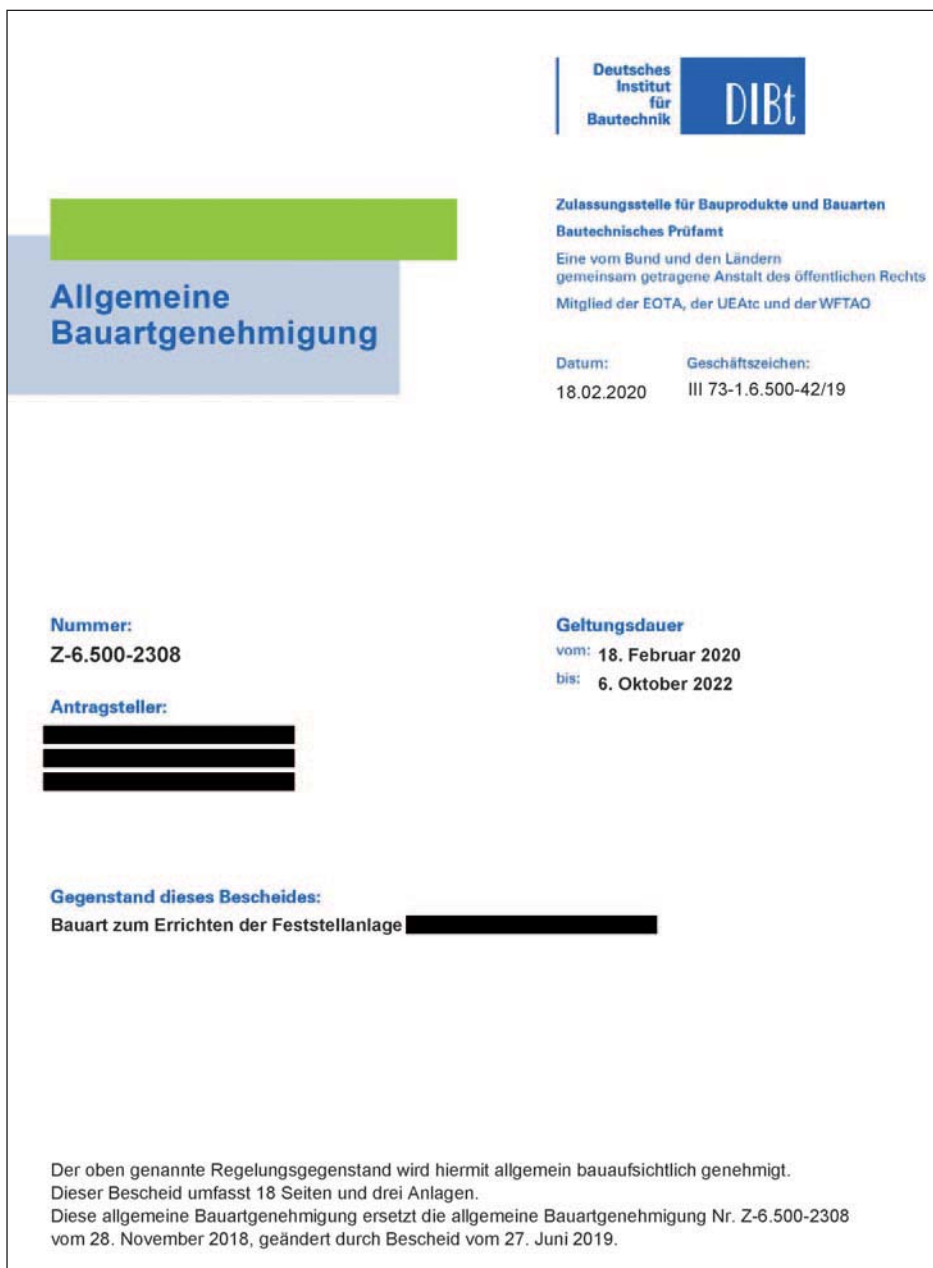 Deutsches
Institut
für
Bautechnik
DIBt
Zulassungsstelle für Bauprodukte und Bauarten
Bautechnisches Prüfamt
Eine vom Bund und den Ländern
gemeinsam getragene Anstalt des öffentlichen Rechts
Mitglied der EOTA, der UEAtc und der WFTAO
Allgemeine
Bauartgenehmigung
Datum: Geschäftszeichen:
18.02.2020 III 73-1.6.500-42/19
Nummer:
Z-6.500-2308
Geltungsdauer
vom: 18. Februar 2020
bis: 6. Oktober 2022
Antragsteller:
Gegenstand dieses Bescheides:
Bauart zum Errichten der Feststellanlage
Der oben genannte Regelungsgegenstand wird hiermit allgemein bauaufsichtlich genehmigt.
Dieser Bescheid umfasst 18 Seiten und drei Anlagen.
Diese allgemeine Bauartgenehmigung ersetzt die allgemeine Bauartgenehmigung Nr. Z-6.500-2308
vom 28. November 2018, geändert durch Bescheid vom 27. Juni 2019.